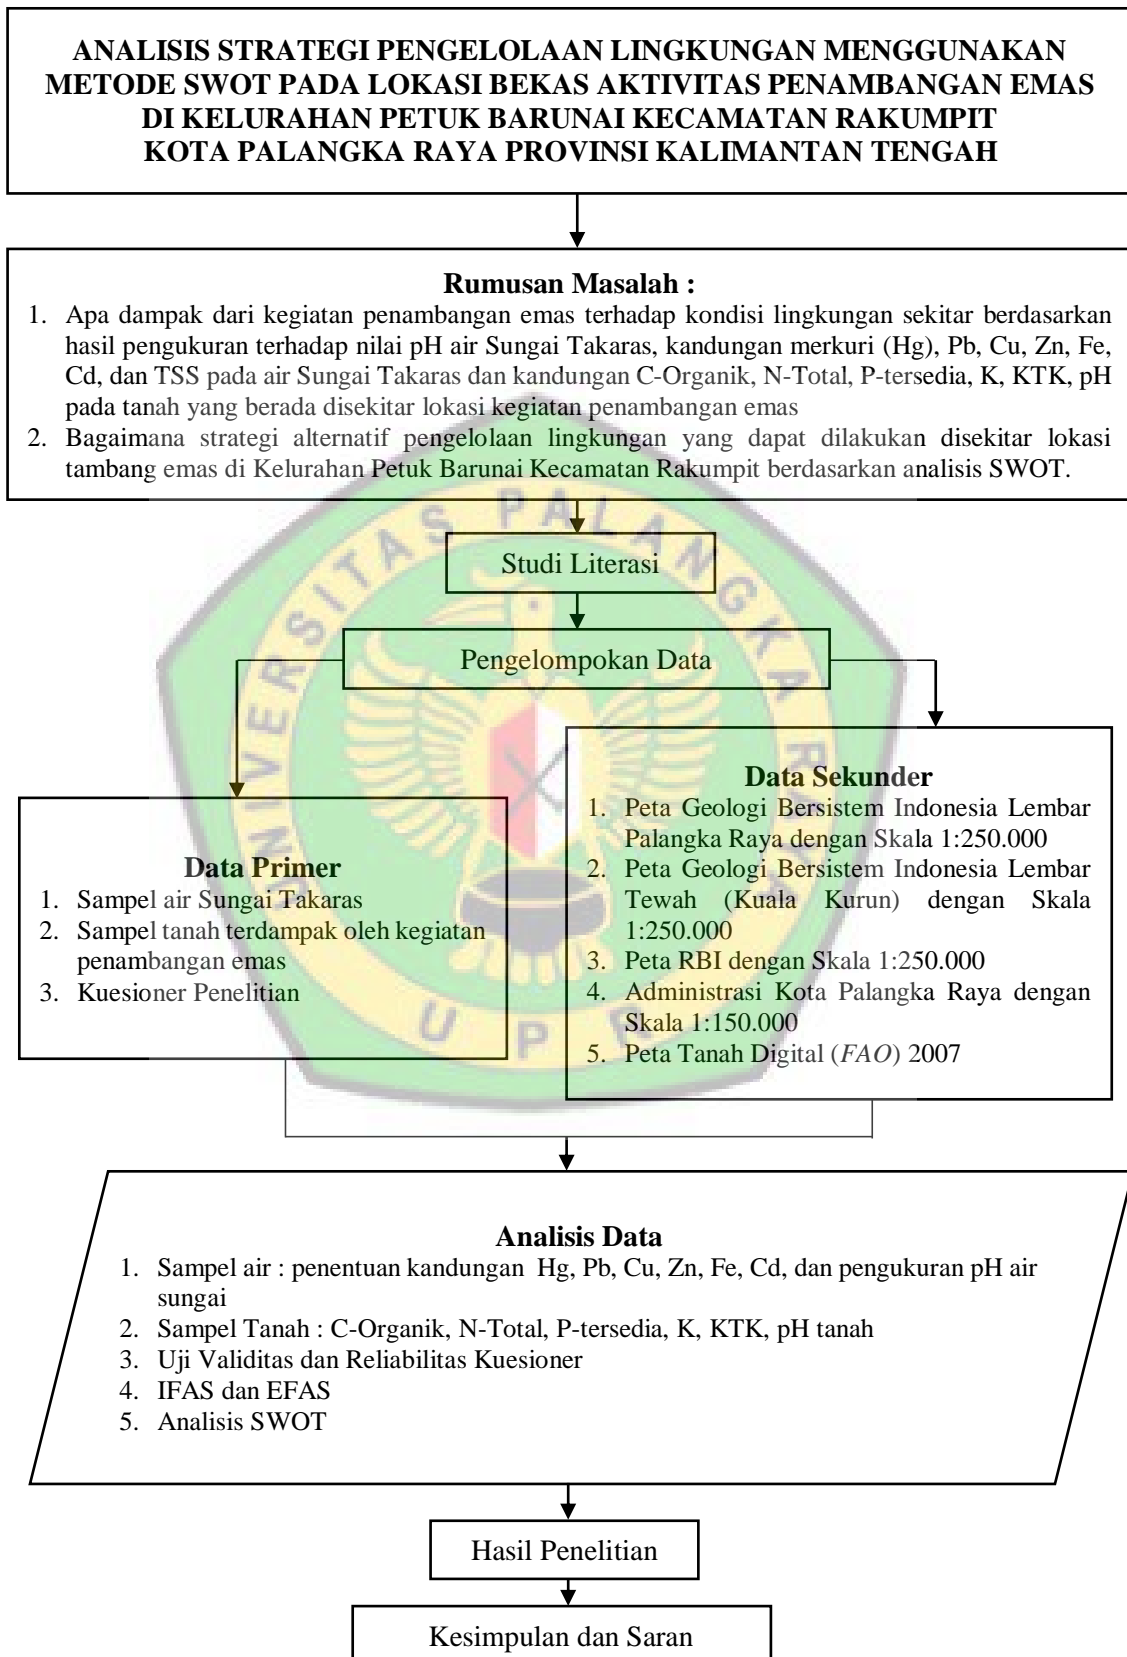 ANALISIS STRATEGI PENGELOLAAN LINGKUNGAN MENGGUNAKAN
METODE SWOT PADA LOKASI BEKAS AKTIVITAS PENAMBANGAN EMAS
DI KELURAHAN PETUK BARUNAI KECAMATAN RAKUMPIT
KOTA PALANGKA RAYA PROVINSI KALIMANTAN TENGAH
Rumusan Masalah :
1. Apa dampak dari kegiatan penambangan emas terhadap kondisi lingkungan sekitar berdasarkan
hasil pengukuran terhadap nilai pH air Sungai Takaras, kandungan merkuri (Hg), Pb, Cu, Zn, Fe,
Cd, dan TSS pada air Sungai Takaras dan kandungan C-Organik, N-Total, P-tersedia, K, KTK, pH
pada tanah yang berada disekitar lokasi kegiatan penambangan emas
2. Bagaimana strategi alternatif pengelolaan lingkungan yang dapat dilakukan disekitar lokasi
tambang emas di Kelurahan Petuk Barunai Kecamatan Rakumpit berdasarkan analisis SWOT.
UNIVERSITAS PALANGKA RAYA
UPR
Studi Literasi
Pengelompokan Data
Data Primer
1. Sampel air Sungai Takaras
2. Sampel tanah terdampak oleh kegiatan
penambangan emas
3. Kuesioner Penelitian
Data Sekunder
1. Peta Geologi Bersistem Indonesia Lembar
Palangka Raya dengan Skala 1:250.000
2. Peta Geologi Bersistem Indonesia Lembar
Tewah (Kuala Kurun) dengan Skala
1:250.000
3. Peta RBI dengan Skala 1:250.000
4. Administrasi Kota Palangka Raya dengan
Skala 1:150.000
5. Peta Tanah Digital (FAO) 2007
Analisis Data
1. Sampel air : penentuan kandungan Hg, Pb, Cu, Zn, Fe, Cd, dan pengukuran pH air
sungai
2. Sampel Tanah : C-Organik, N-Total, P-tersedia, K, KTK, pH tanah
3. Uji Validitas dan Reliabilitas Kuesioner
4. IFAS dan EFAS
5. Analisis SWOT
Hasil Penelitian
Kesimpulan dan Saran